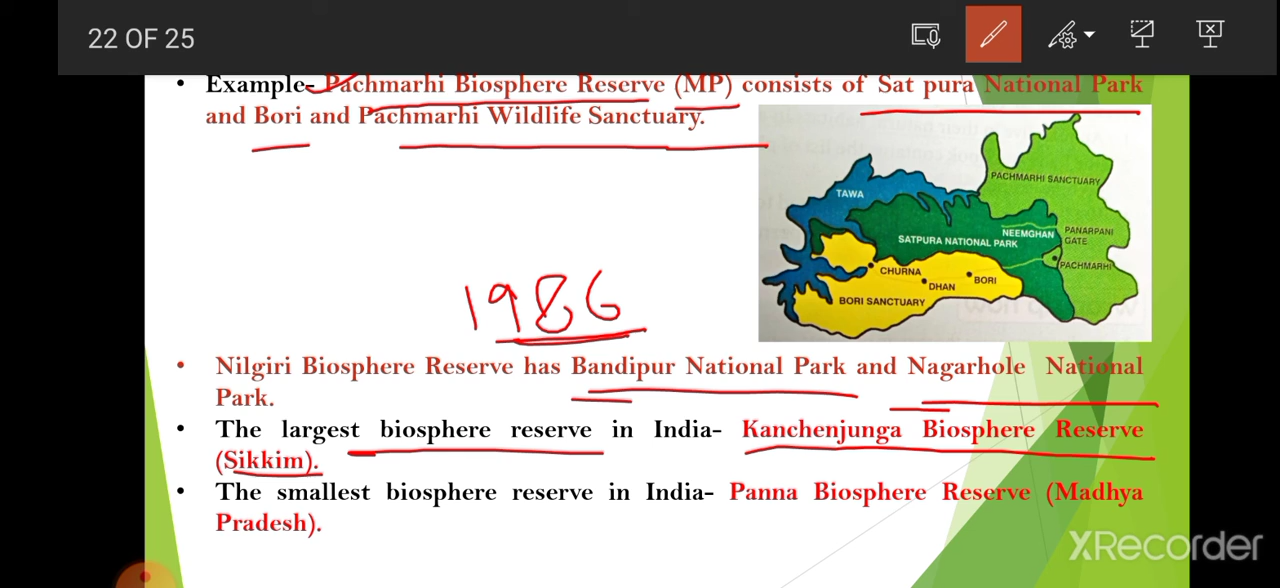 22 OF 25
• Example- Pachmarhi Biosphere Reserve (MP) consists of Sat pura National Park
and Bori and Pachmarhi Wildlife Sanctuary.
PACHMARHI SANCTUARY
TAWA
NEEMGHAN
PANARPANI
GATE
SATPURA NATIONAL PARK
PACHMARHI
CHURNA
BORI
DHAN
BORI SANCTUARY
1986
• Nilgiri Biosphere Reserve has Bandipur National Park and Nagarhole National
Park.
• The largest biosphere reserve in India- Kanchenjunga Biosphere Reserve
(Sikkim).
• The smallest biosphere reserve in India- Panna Biosphere Reserve (Madhya
Pradesh).
XRecorder